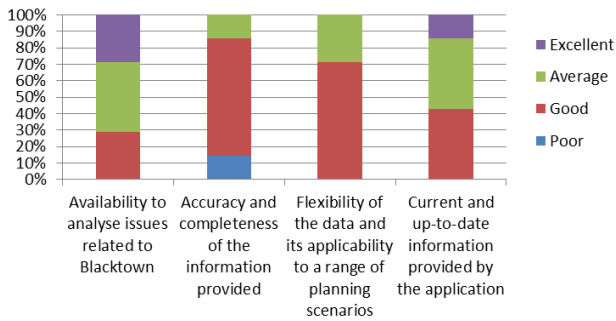 100%
90%
80%
70%
60%
50%
40%
30%
20%
10%
0%
Excellent
Average
Good
Poor
Availability to
analyse issues
related to
Blacktown
Accuracy and
completeness
of the
information
provided
Flexibility of
the data and
its applicability
to a range of
planning
scenarios
Current and
up-to-date
information
provided by
the application